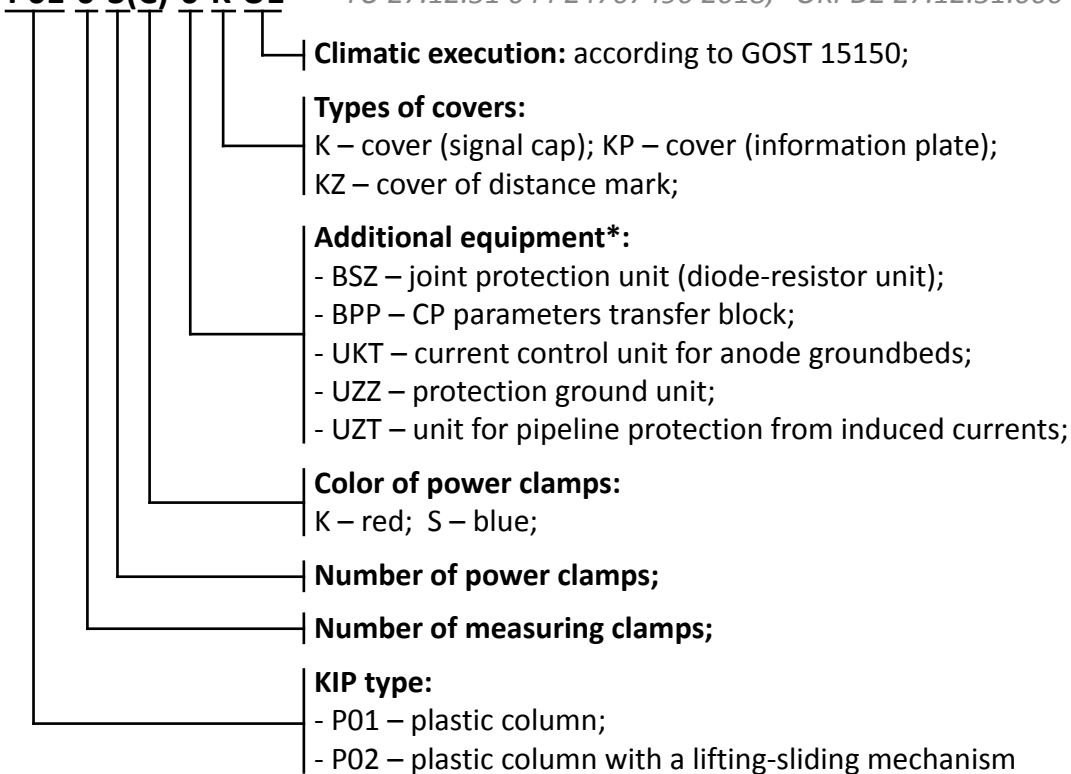 Climatic execution: according to GOST 15150;
Types of covers:
K – cover (signal cap); KP – cover (information plate);
KZ – cover of distance mark;
Additional equipment*:
- BSZ – joint protection unit (diode-resistor unit);
- BPP – CP parameters transfer block;
- UKT – current control unit for anode groundbeds;
- UZZ – protection ground unit;
- UZT – unit for pipeline protection from induced currents;
Color of power clamps:
K – red; S – blue;
Number of power clamps;
Number of measuring clamps;
KIP type:
- P01 – plastic column;
- P02 – plastic column with a lifting-sliding mechanism